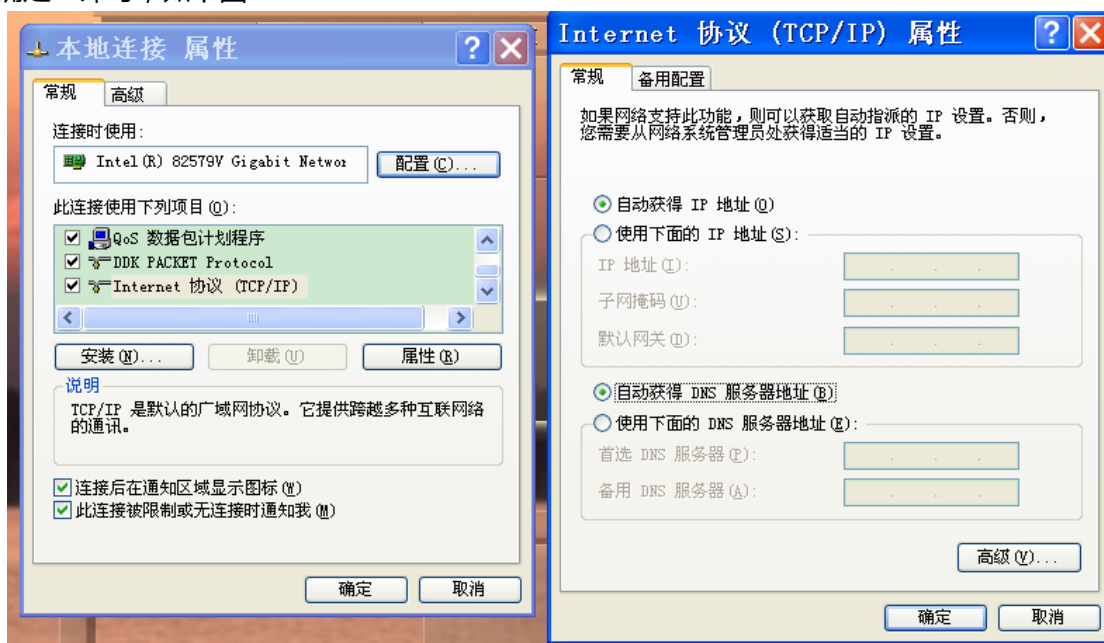 本地连接 属性
常规
高级
连接时使用:
Intel(R) 82579V Gigabit Networ
配置(C)...
此连接使用下列项目(O):
QoS 数据包计划程序
DDK PACKET Protocol
Internet 协议 (TCP/IP)
安装(N)...
卸载(U)
属性(R)
说明
TCP/IP 是默认的广域网协议。它提供跨越多种互联网络
的通讯。
连接后在通知区域显示图标(W)
此连接被限制或无连接时通知我(M)
确定
取消
Internet 协议 (TCP/IP) 属性
常规
备用配置
如果网络支持此功能，则可以获取自动指派的 IP 设置。否则，
您需要从网络系统管理员处获得适当的 IP 设置。
自动获得 IP 地址(O)
使用下面的 IP 地址(S):
IP 地址(I):
子网掩码(U):
默认网关(D):
自动获得 DNS 服务器地址(B)
使用下面的 DNS 服务器地址(E):
首选 DNS 服务器(P):
备用 DNS 服务器(A):
高级(V)...
确定
取消